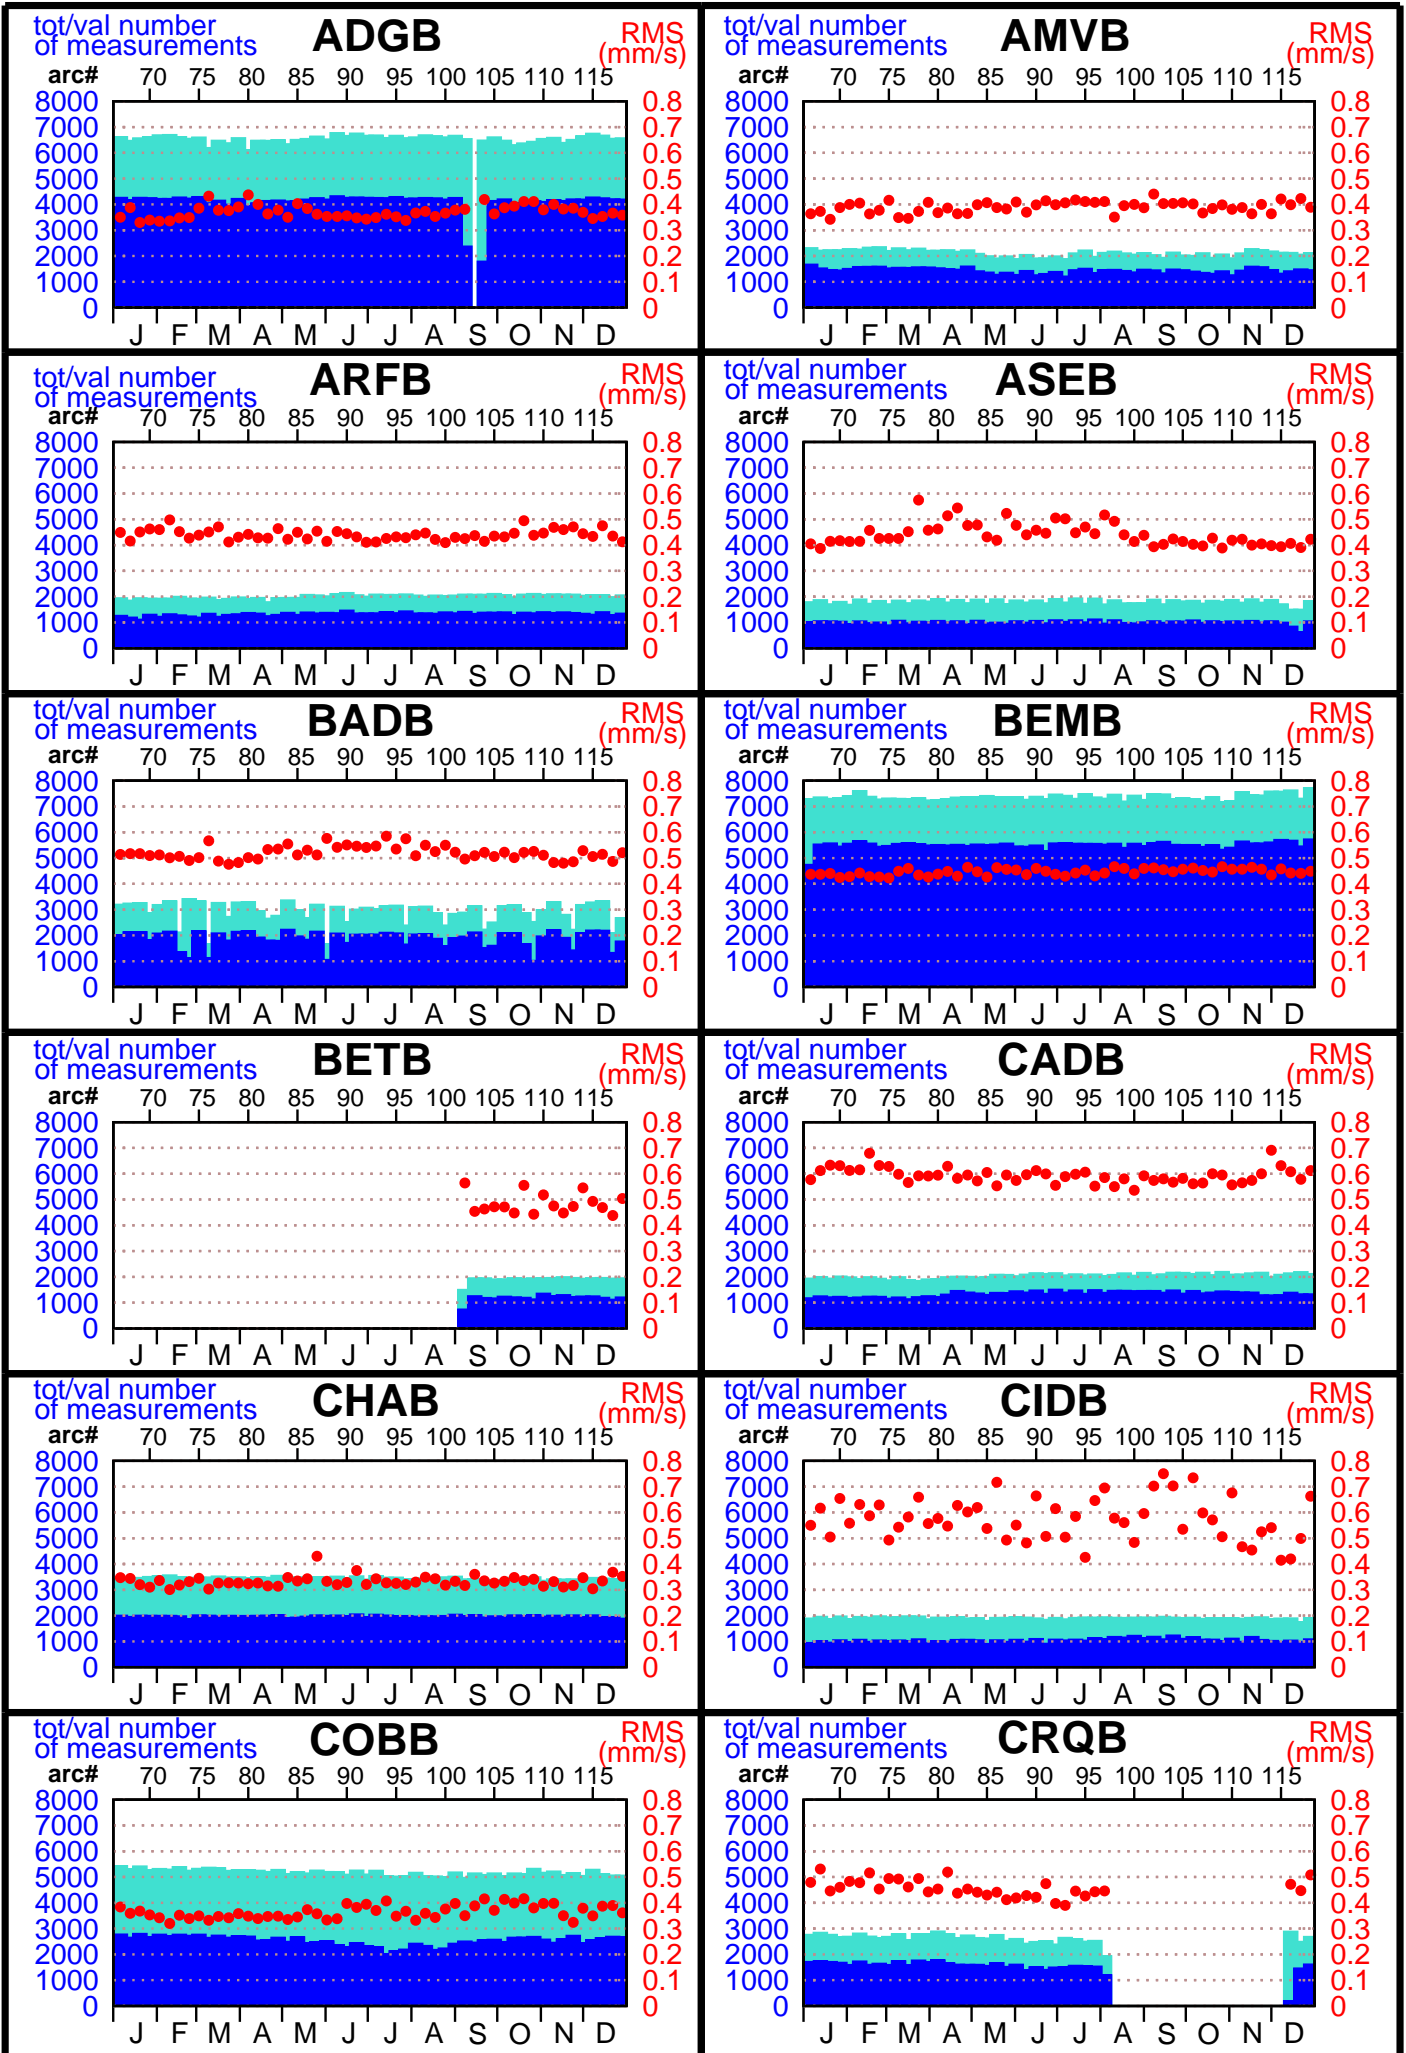 tot/val number
of measurements
ADGB
RMS
(mm/s)
arc# 70 75 80 85 90 95 100 105 110 115
8000 0.8
7000 0.7
6000 0.6
5000 0.5
4000 0.4
3000 0.3
2000 0.2
1000 0.1
0 0
J F M A M J J A S O N D
tot/val number
of measurements
AMVB
RMS
(mm/s)
arc# 70 75 80 85 90 95 100 105 110 115
8000 0.8
7000 0.7
6000 0.6
5000 0.5
4000 0.4
3000 0.3
2000 0.2
1000 0.1
0 0
J F M A M J J A S O N D
tot/val number
of measurements
ARFB
RMS
(mm/s)
arc# 70 75 80 85 90 95 100 105 110 115
8000 0.8
7000 0.7
6000 0.6
5000 0.5
4000 0.4
3000 0.3
2000 0.2
1000 0.1
0 0
J F M A M J J A S O N D
tot/val number
of measurements
ASEB
RMS
(mm/s)
arc# 70 75 80 85 90 95 100 105 110 115
8000 0.8
7000 0.7
6000 0.6
5000 0.5
4000 0.4
3000 0.3
2000 0.2
1000 0.1
0 0
J F M A M J J A S O N D
tot/val number
of measurements
BADB
RMS
(mm/s)
arc# 70 75 80 85 90 95 100 105 110 115
8000 0.8
7000 0.7
6000 0.6
5000 0.5
4000 0.4
3000 0.3
2000 0.2
1000 0.1
0 0
J F M A M J J A S O N D
tot/val number
of measurements
BEMB
RMS
(mm/s)
arc# 70 75 80 85 90 95 100 105 110 115
8000 0.8
7000 0.7
6000 0.6
5000 0.5
4000 0.4
3000 0.3
2000 0.2
1000 0.1
0 0
J F M A M J J A S O N D
tot/val number
of measurements
BETB
RMS
(mm/s)
arc# 70 75 80 85 90 95 100 105 110 115
8000 0.8
7000 0.7
6000 0.6
5000 0.5
4000 0.4
3000 0.3
2000 0.2
1000 0.1
0 0
J F M A M J J A S O N D
tot/val number
of measurements
CADB
RMS
(mm/s)
arc# 70 75 80 85 90 95 100 105 110 115
8000 0.8
7000 0.7
6000 0.6
5000 0.5
4000 0.4
3000 0.3
2000 0.2
1000 0.1
0 0
J F M A M J J A S O N D
tot/val number
of measurements
CHAB
RMS
(mm/s)
arc# 70 75 80 85 90 95 100 105 110 115
8000 0.8
7000 0.7
6000 0.6
5000 0.5
4000 0.4
3000 0.3
2000 0.2
1000 0.1
0 0
J F M A M J J A S O N D
tot/val number
of measurements
CIDB
RMS
(mm/s)
arc# 70 75 80 85 90 95 100 105 110 115
8000 0.8
7000 0.7
6000 0.6
5000 0.5
4000 0.4
3000 0.3
2000 0.2
1000 0.1
0 0
J F M A M J J A S O N D
tot/val number
of measurements
COBB
RMS
(mm/s)
arc# 70 75 80 85 90 95 100 105 110 115
8000 0.8
7000 0.7
6000 0.6
5000 0.5
4000 0.4
3000 0.3
2000 0.2
1000 0.1
0 0
J F M A M J J A S O N D
tot/val number
of measurements
CRQB
RMS
(mm/s)
arc# 70 75 80 85 90 95 100 105 110 115
8000 0.8
7000 0.7
6000 0.6
5000 0.5
4000 0.4
3000 0.3
2000 0.2
1000 0.1
0 0
J F M A M J J A S O N D